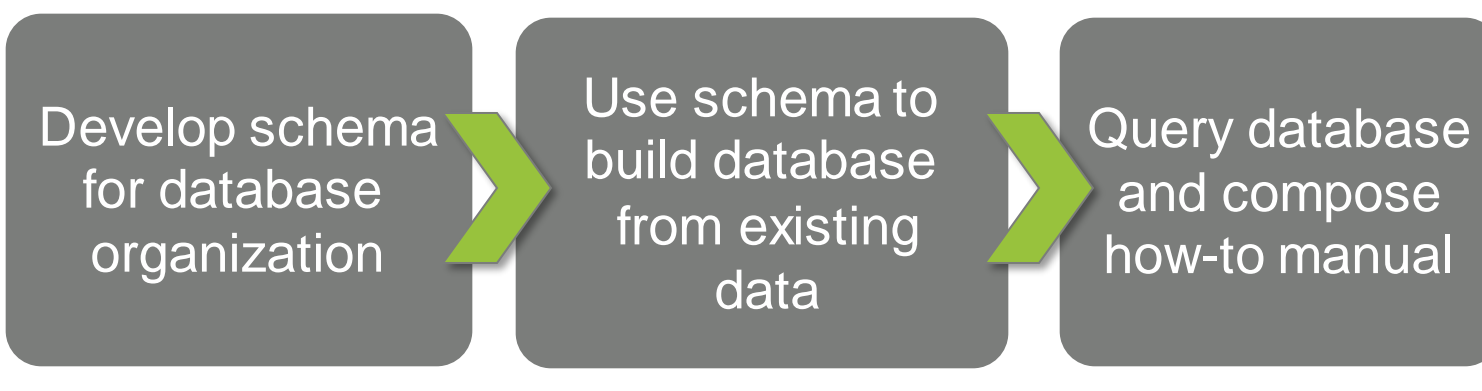 Develop schema
for database
organization
Use schema to
build database
from existing
data
Query database
and compose
how-to manual